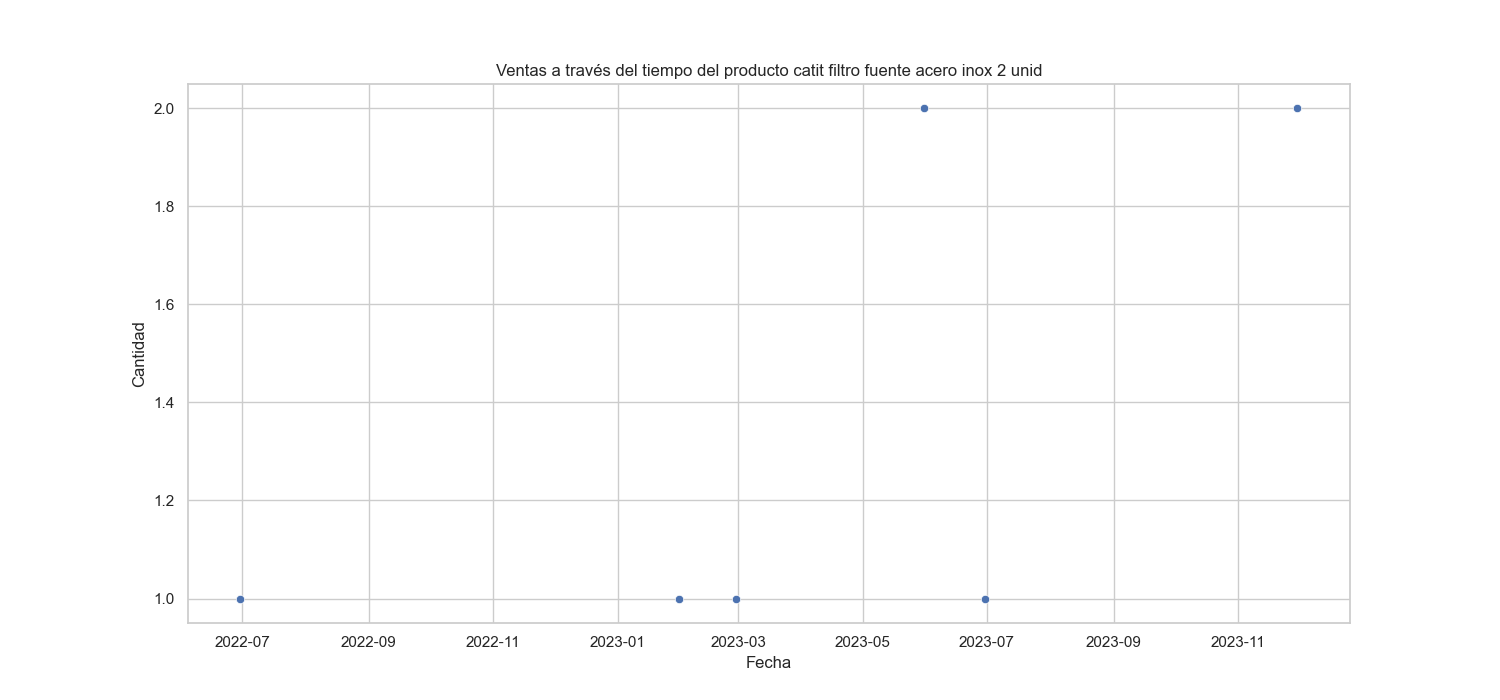 Ventas a través del tiempo del producto catit filtro fuente acero inox 2 unid
2.0
1.8
1.6
1.4
1.2
1.0
Cantidad
2022-07 2022-09 2022-11 2023-01 2023-03 2023-05 2023-07 2023-09 2023-11
Fecha